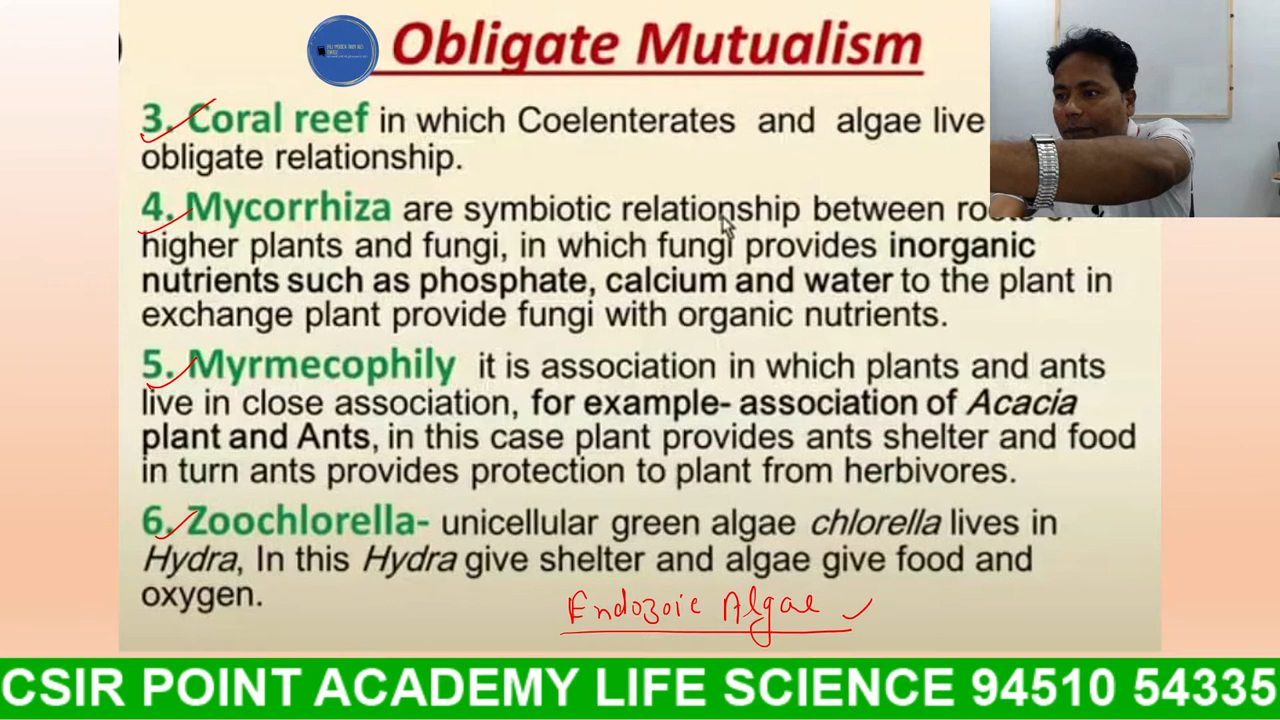 Obligate Mutualism
3. Coral reef in which Coelenterates and algae live
obligate relationship.
4. Mycorrhiza are symbiotic relationship between
higher plants and fungi, in which fungi provides inorganic
nutrients such as phosphate, calcium and water to the plant in
exchange plant provide fungi with organic nutrients.
5. Myrmecophily it is association in which plants and ants
live in close association, for example- association of Acacia
plant and Ants, in this case plant provides ants shelter and food
in turn ants provides protection to plant from herbivores.
6. Zoochlorella- unicellular green algae chlorella lives in
Hydra, In this Hydra give shelter and algae give food and
oxygen.
Endozoic Algae
CSIR POINT ACADEMY LIFE SCIENCE 94510 54335